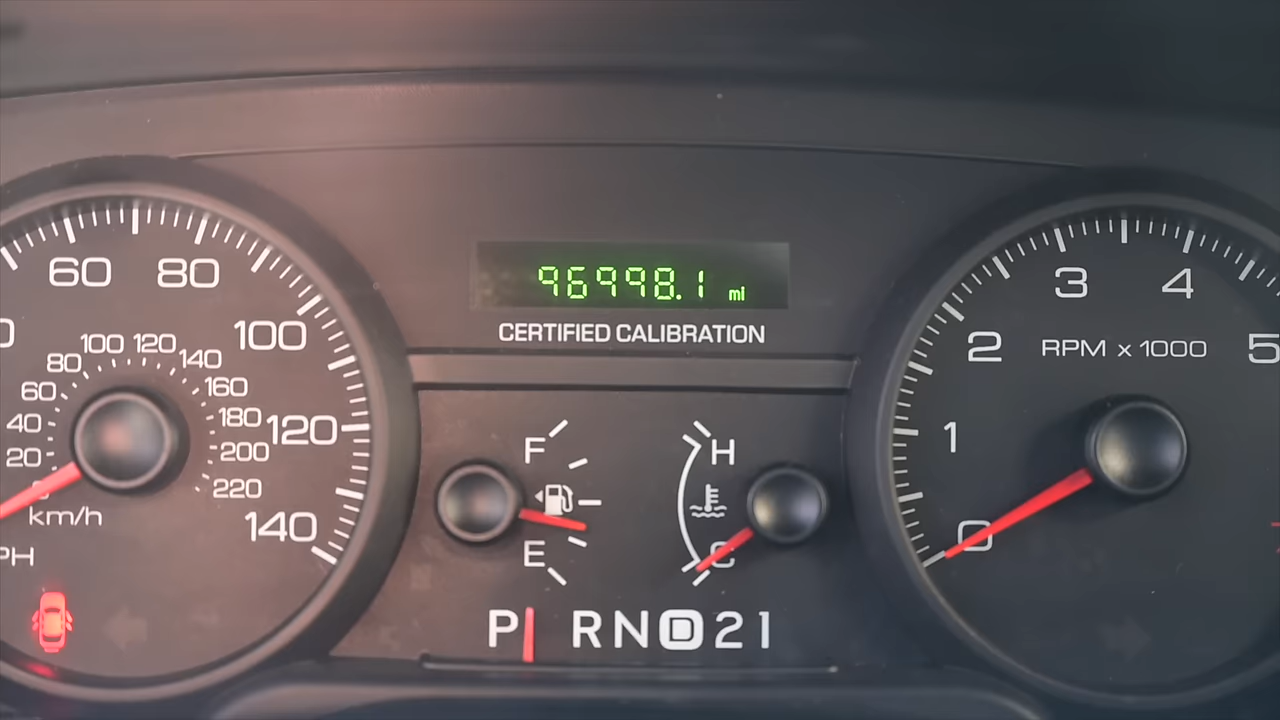 96998.1 mi
CERTIFIED CALIBRATION
60 80 100 120 140
20 40 60 80 100 120 140 160 180 200 220
km/h
PH
F
E
H
C
P R N D 2 1
0 1 2 3 4 5
RPM x 1000